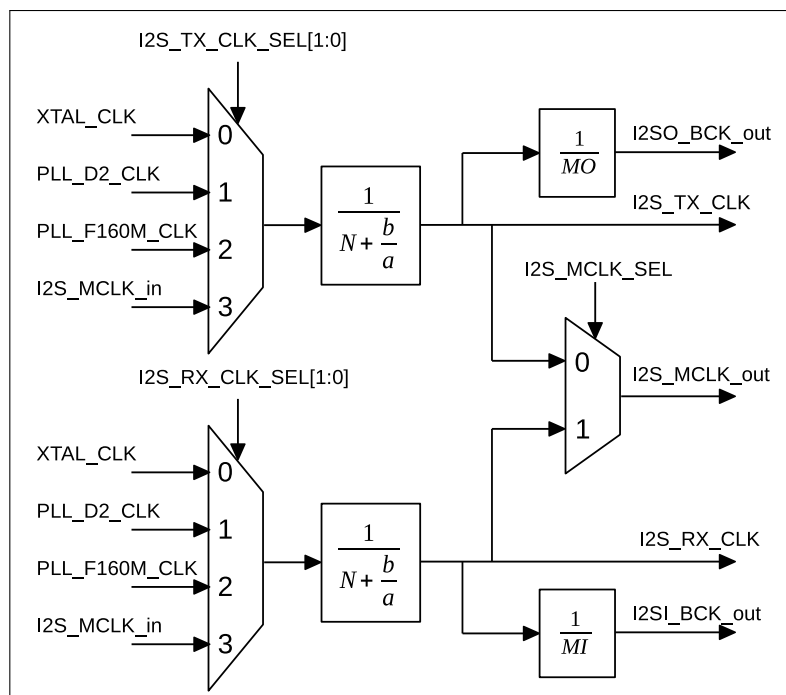 I2S_TX_CLK_SEL[1:0]
XTAL_CLK
0
PLL_D2_CLK
1
PLL_F160M_CLK
2
I2S_MCLK_in
3
1
N + b
a
1
MO
I2SO_BCK_out
I2S_TX_CLK
I2S_MCLK_SEL
0
1
I2S_MCLK_out
I2S_RX_CLK_SEL[1:0]
XTAL_CLK
0
PLL_D2_CLK
1
PLL_F160M_CLK
2
I2S_MCLK_in
3
1
N + b
a
I2S_RX_CLK
1
MI
I2SI_BCK_out